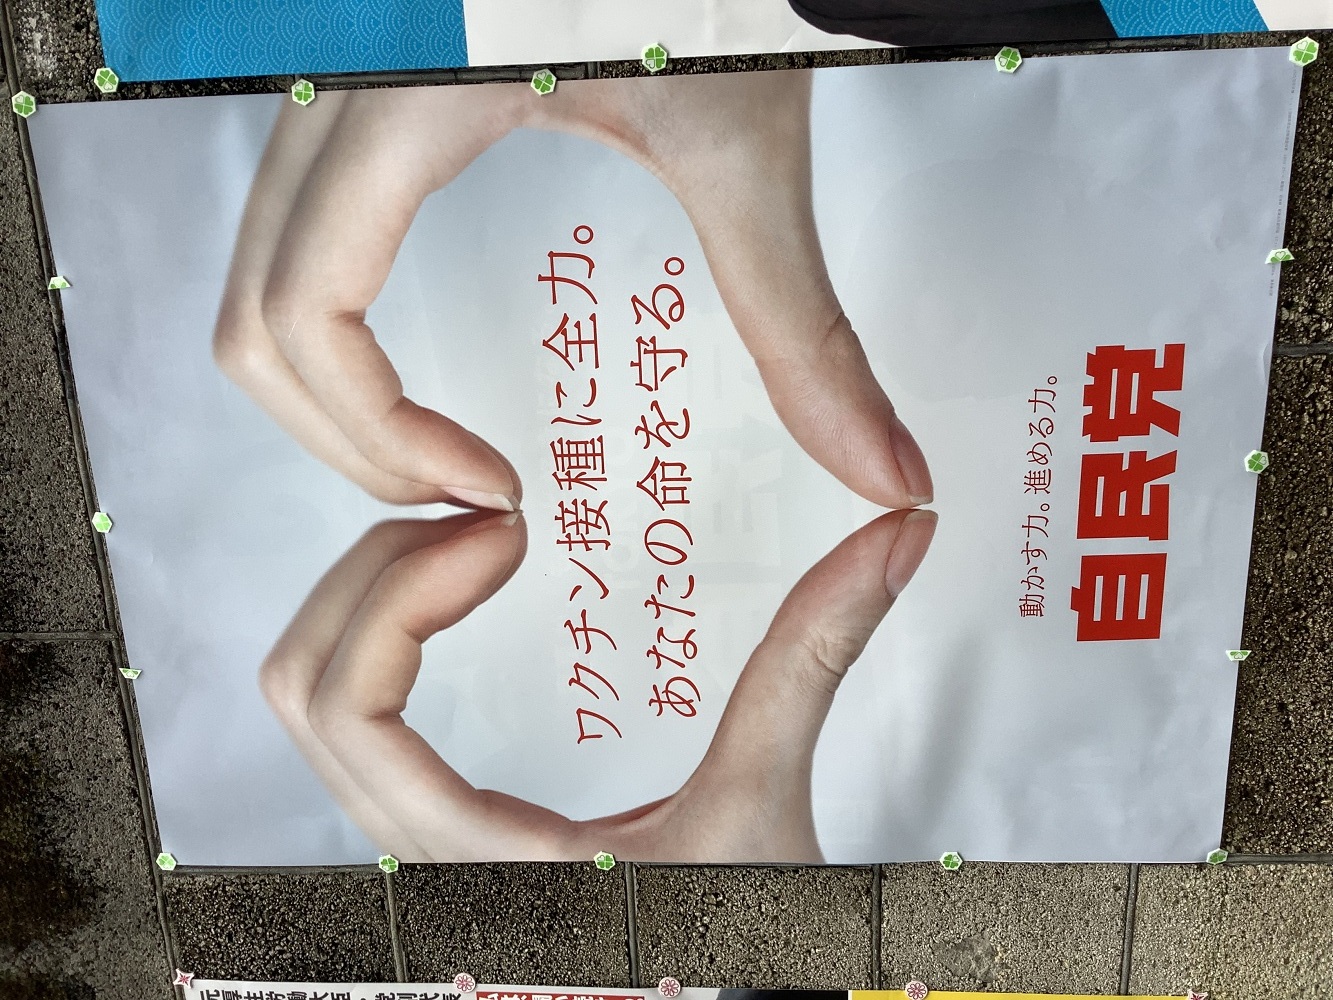 ワクチン接種に全力。
あなたの命を守る。
動かす力。進める力。
自民党